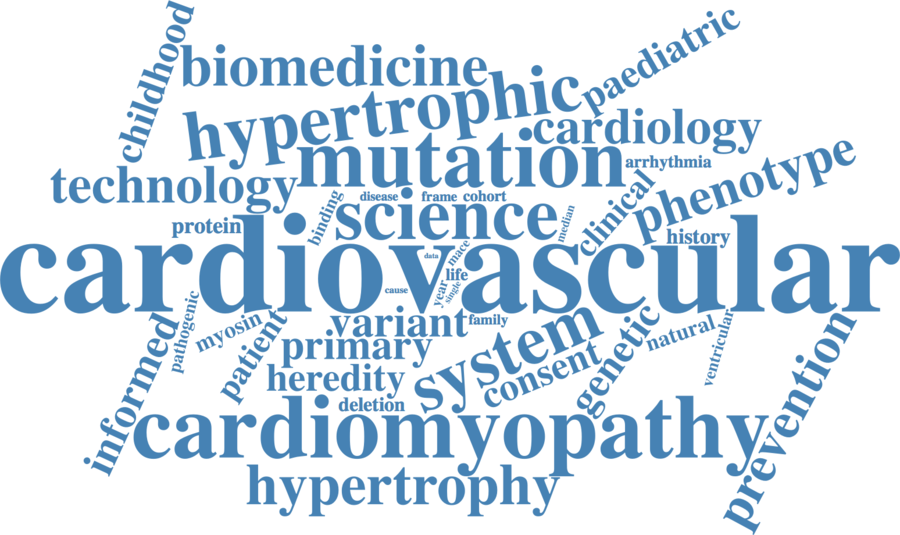 childhood
biomedicine
paediatric
hypertrophic
cardiology
mutation
arrhythmia
technology
phenotype
clinical
disease
frame
cohort
binding
science
median
protein
history
cardiovascular
mace
data
life
year
single
cause
informed
pathogenic
myosin
patient
variant
family
system
genetic
natural
ventricular
prevention
primary
consent
heredity
deletion
cardiomyopathy
hypertrophy